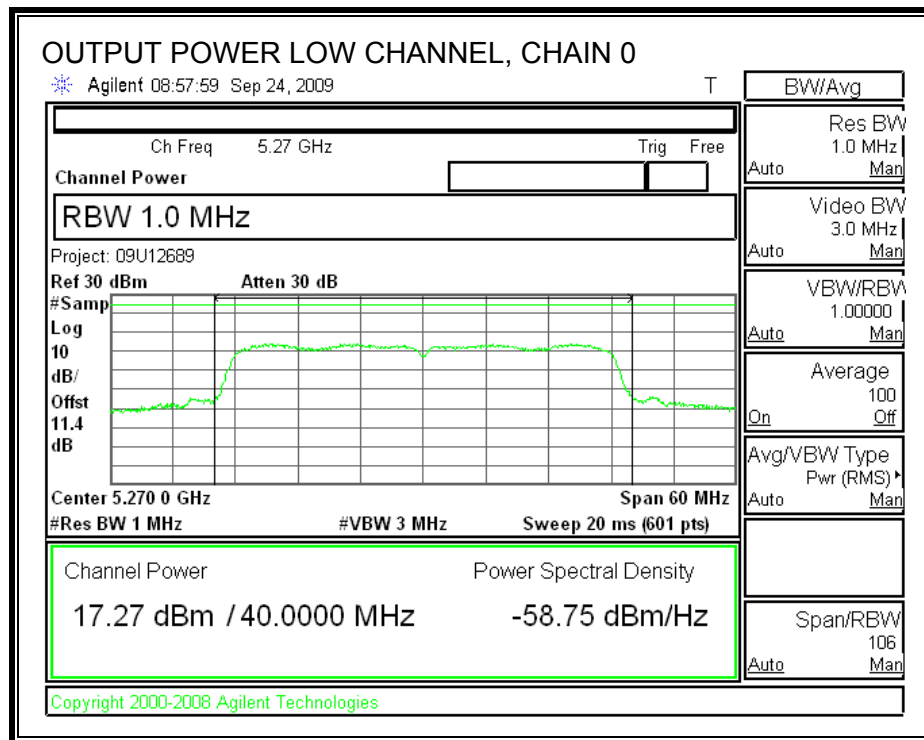 OUTPUT POWER LOW CHANNEL, CHAIN 0
Agilent 08:57:59 Sep 24, 2009 T
Ch Freq 5.27 GHz Trig Free
Channel Power
RBW 1.0 MHz
Project: 09U12689
Ref 30 dBm Atten 30 dB
#Samp
Log
10
dB/
Offst
11.4
dB
Center 5.270 0 GHz Span 60 MHz
#Res BW 1 MHz #VBW 3 MHz Sweep 20 ms (601 pts)
Channel Power Power Spectral Density
17.27 dBm / 40.0000 MHz -58.75 dBm/Hz
Copyright 2000-2008 Agilent Technologies
BW/Avg
Res BW
1.0 MHz
Auto Man
Video BW
3.0 MHz
Auto Man
VBW/RBW
1.00000
Auto Man
Average
100
On Off
Avg/VBW Type
Pwr (RMS)
Auto Man
Span/RBW
106
Auto Man